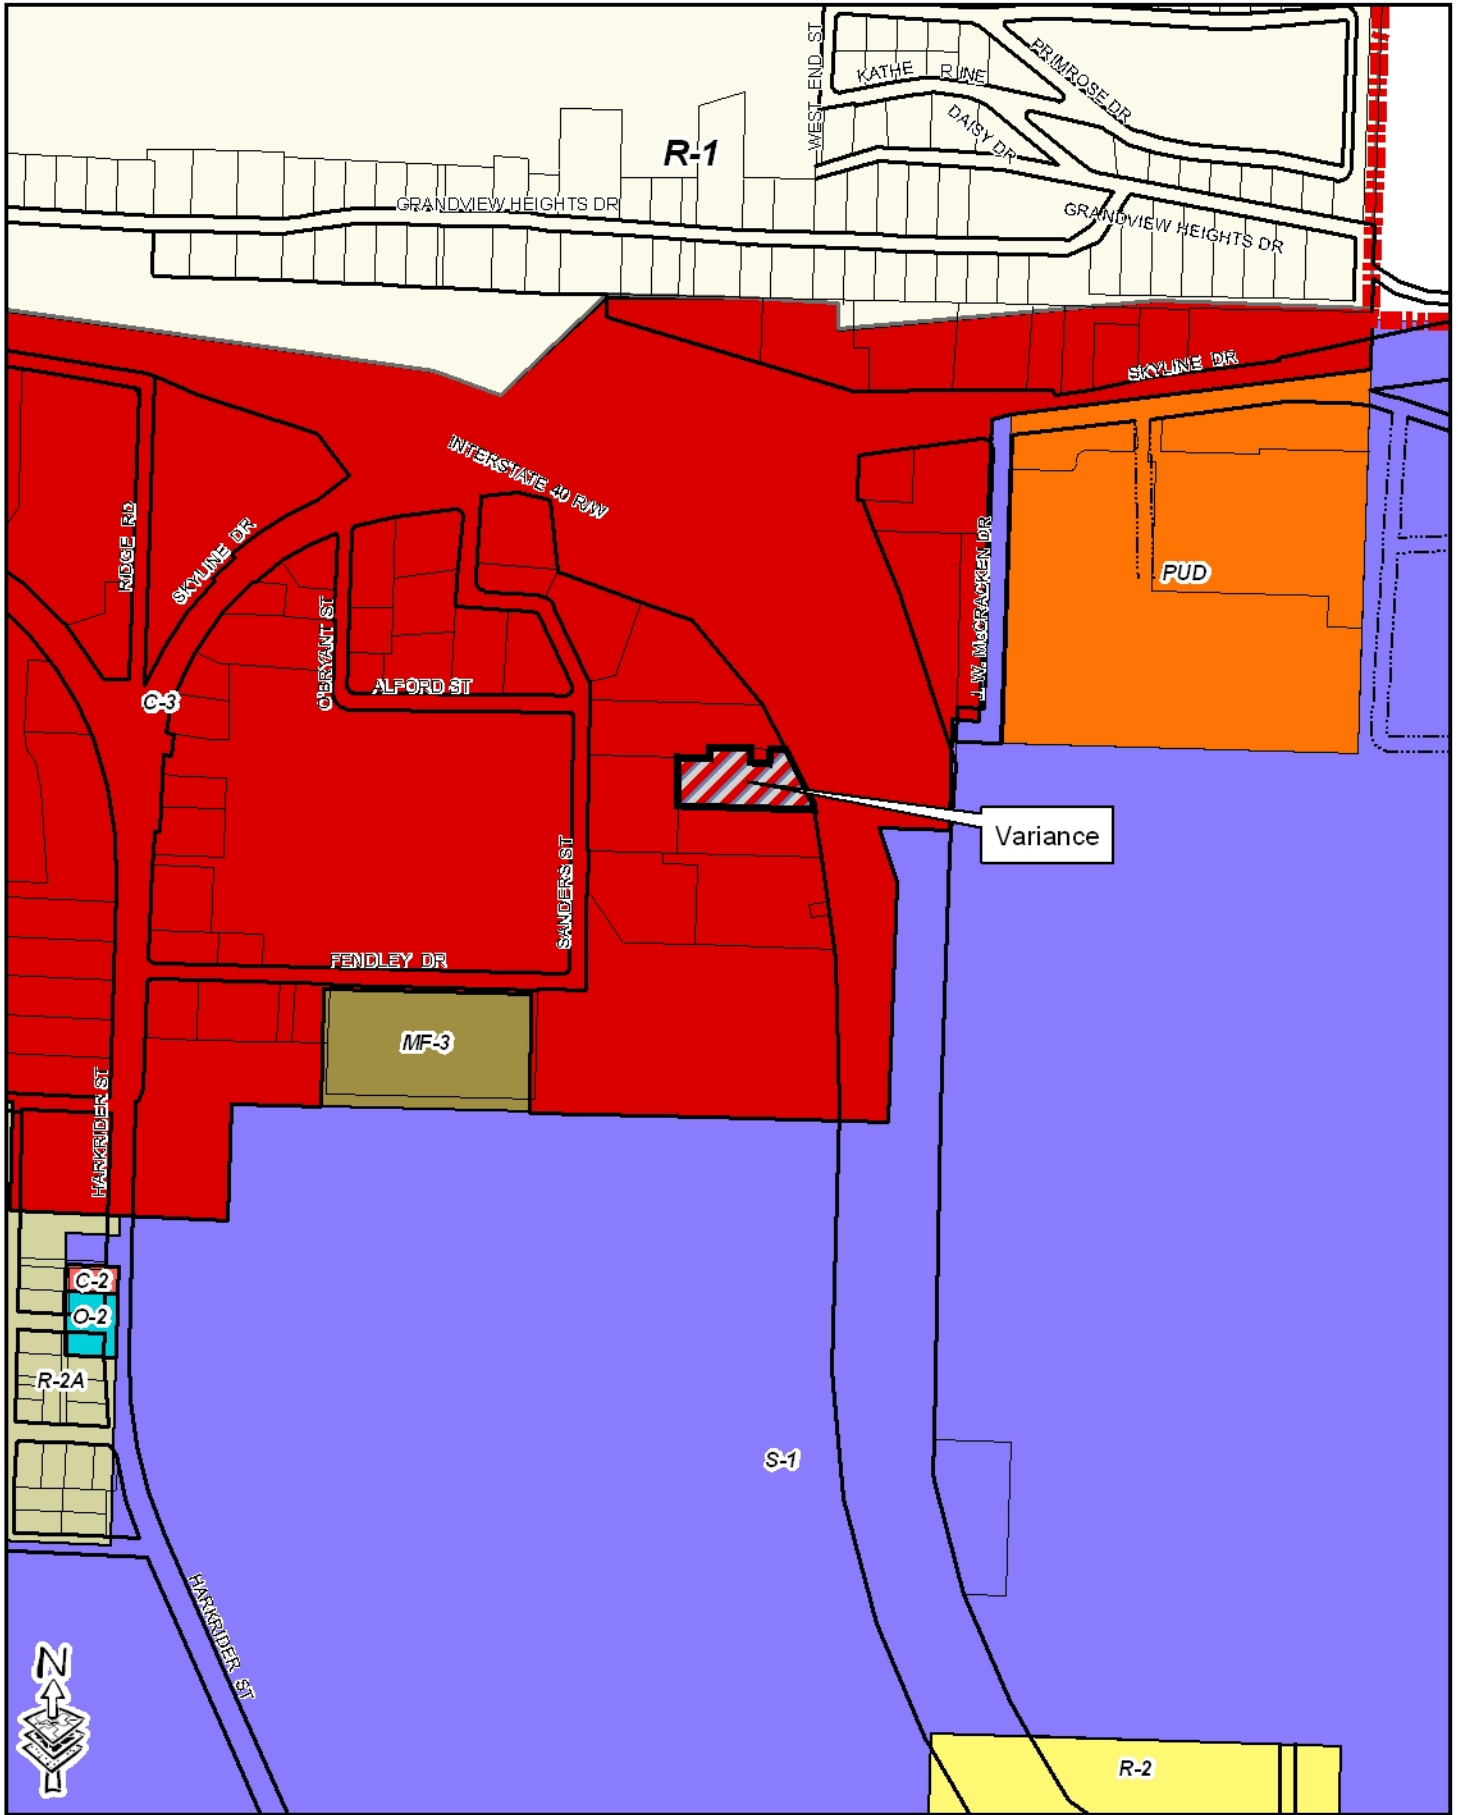 WEST END ST
KATHE R INE
PRIMROSE DR
DAISY DR
R-1
GRANDVIEW HEIGHTS DR
GRANDVIEW HEIGHTS DR
SKYLINE DR
INTERSTATE 40 R/W
RIDGE RD
SKYLINE DR
J. W. McCRACKEN DR
PUD
O'BRYANT ST
ALFORD ST
C-3
Variance
SANDERS ST
FENDLEY DR
MF-3
HARKRIDER ST
C-2
O-2
R-2A
S-1
HARKRIDER ST
N
R-2